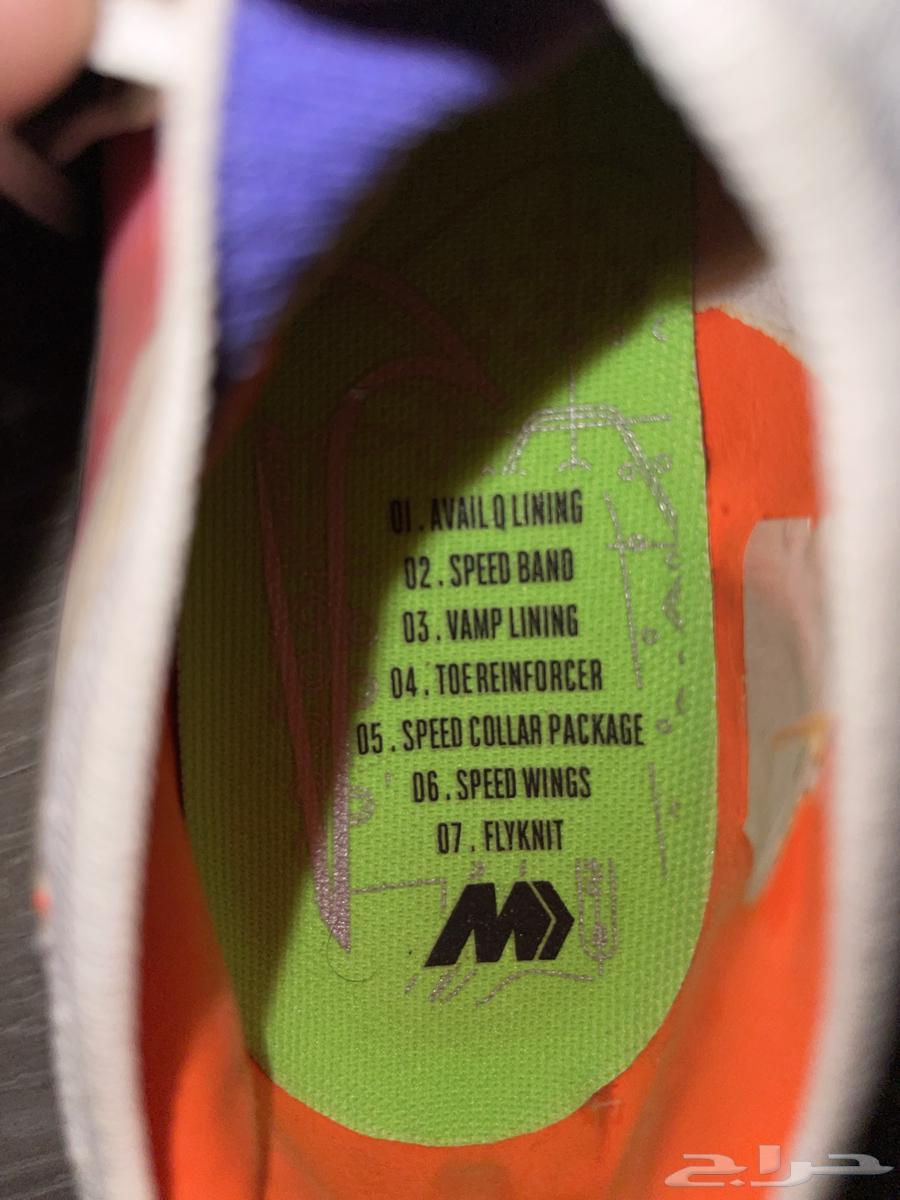 01 . AVAIL Q LINING
02 . SPEED BAND
03 . VAMP LINING
04 . TOE REINFORCER
05 . SPEED COLLAR PACKAGE
06 . SPEED WINGS
07 . FLYKNIT
حراج